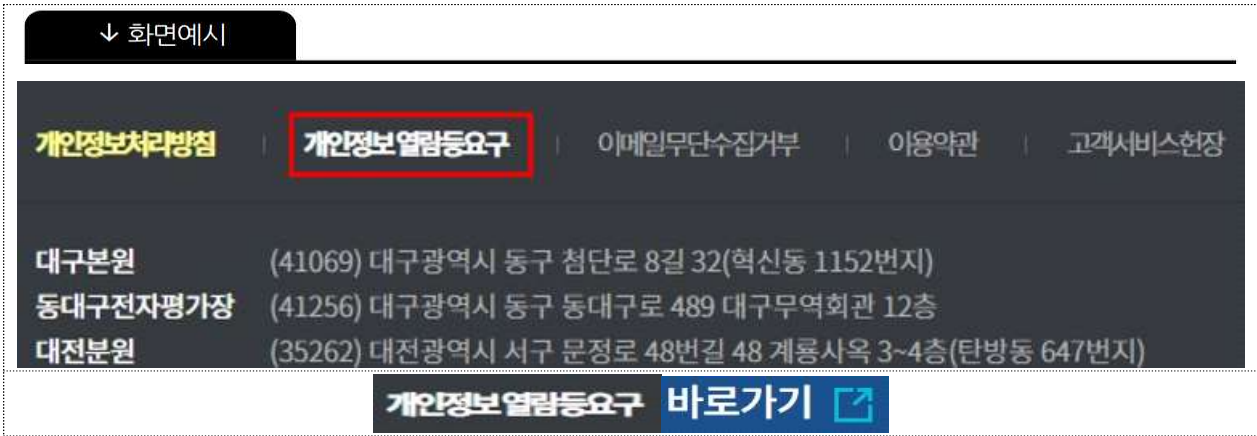 ↓ 화면예시
개인정보처리방침 | 개인정보 열람등요구 | 이메일무단수집거부 | 이용약관 | 고객서비스헌장
대구본원 (41069) 대구광역시 동구 첨단로 8길 32(혁신동 1152번지)
동대구전자평가장 (41256) 대구광역시 동구 동대구로 489 대구무역회관 12층
대전분원 (35262) 대전광역시 서구 문정로 48번길 48 계룡사옥 3~4층(탄방동 647번지)
개인정보 열람등요구 바로가기